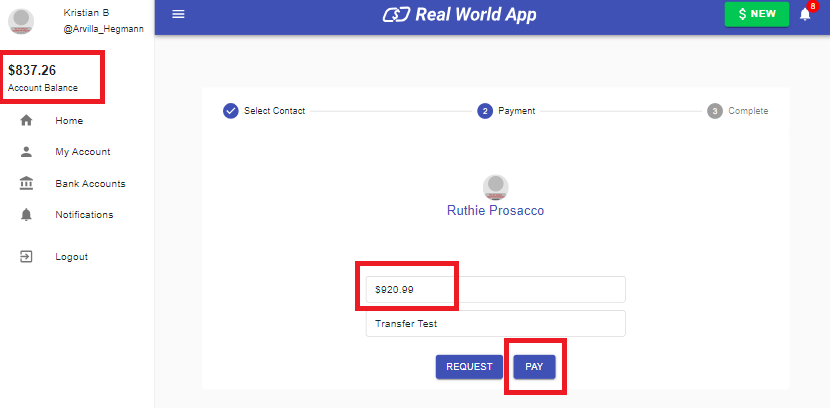 Kristian B
@Arvilla_Hegmann
$837.26
Account Balance
Home
My Account
Bank Accounts
Notifications
Logout
Real World App
$ NEW
8
Select Contact
2 Payment
3 Complete
Ruthie Prosacco
$920.99
Transfer Test
REQUEST
PAY